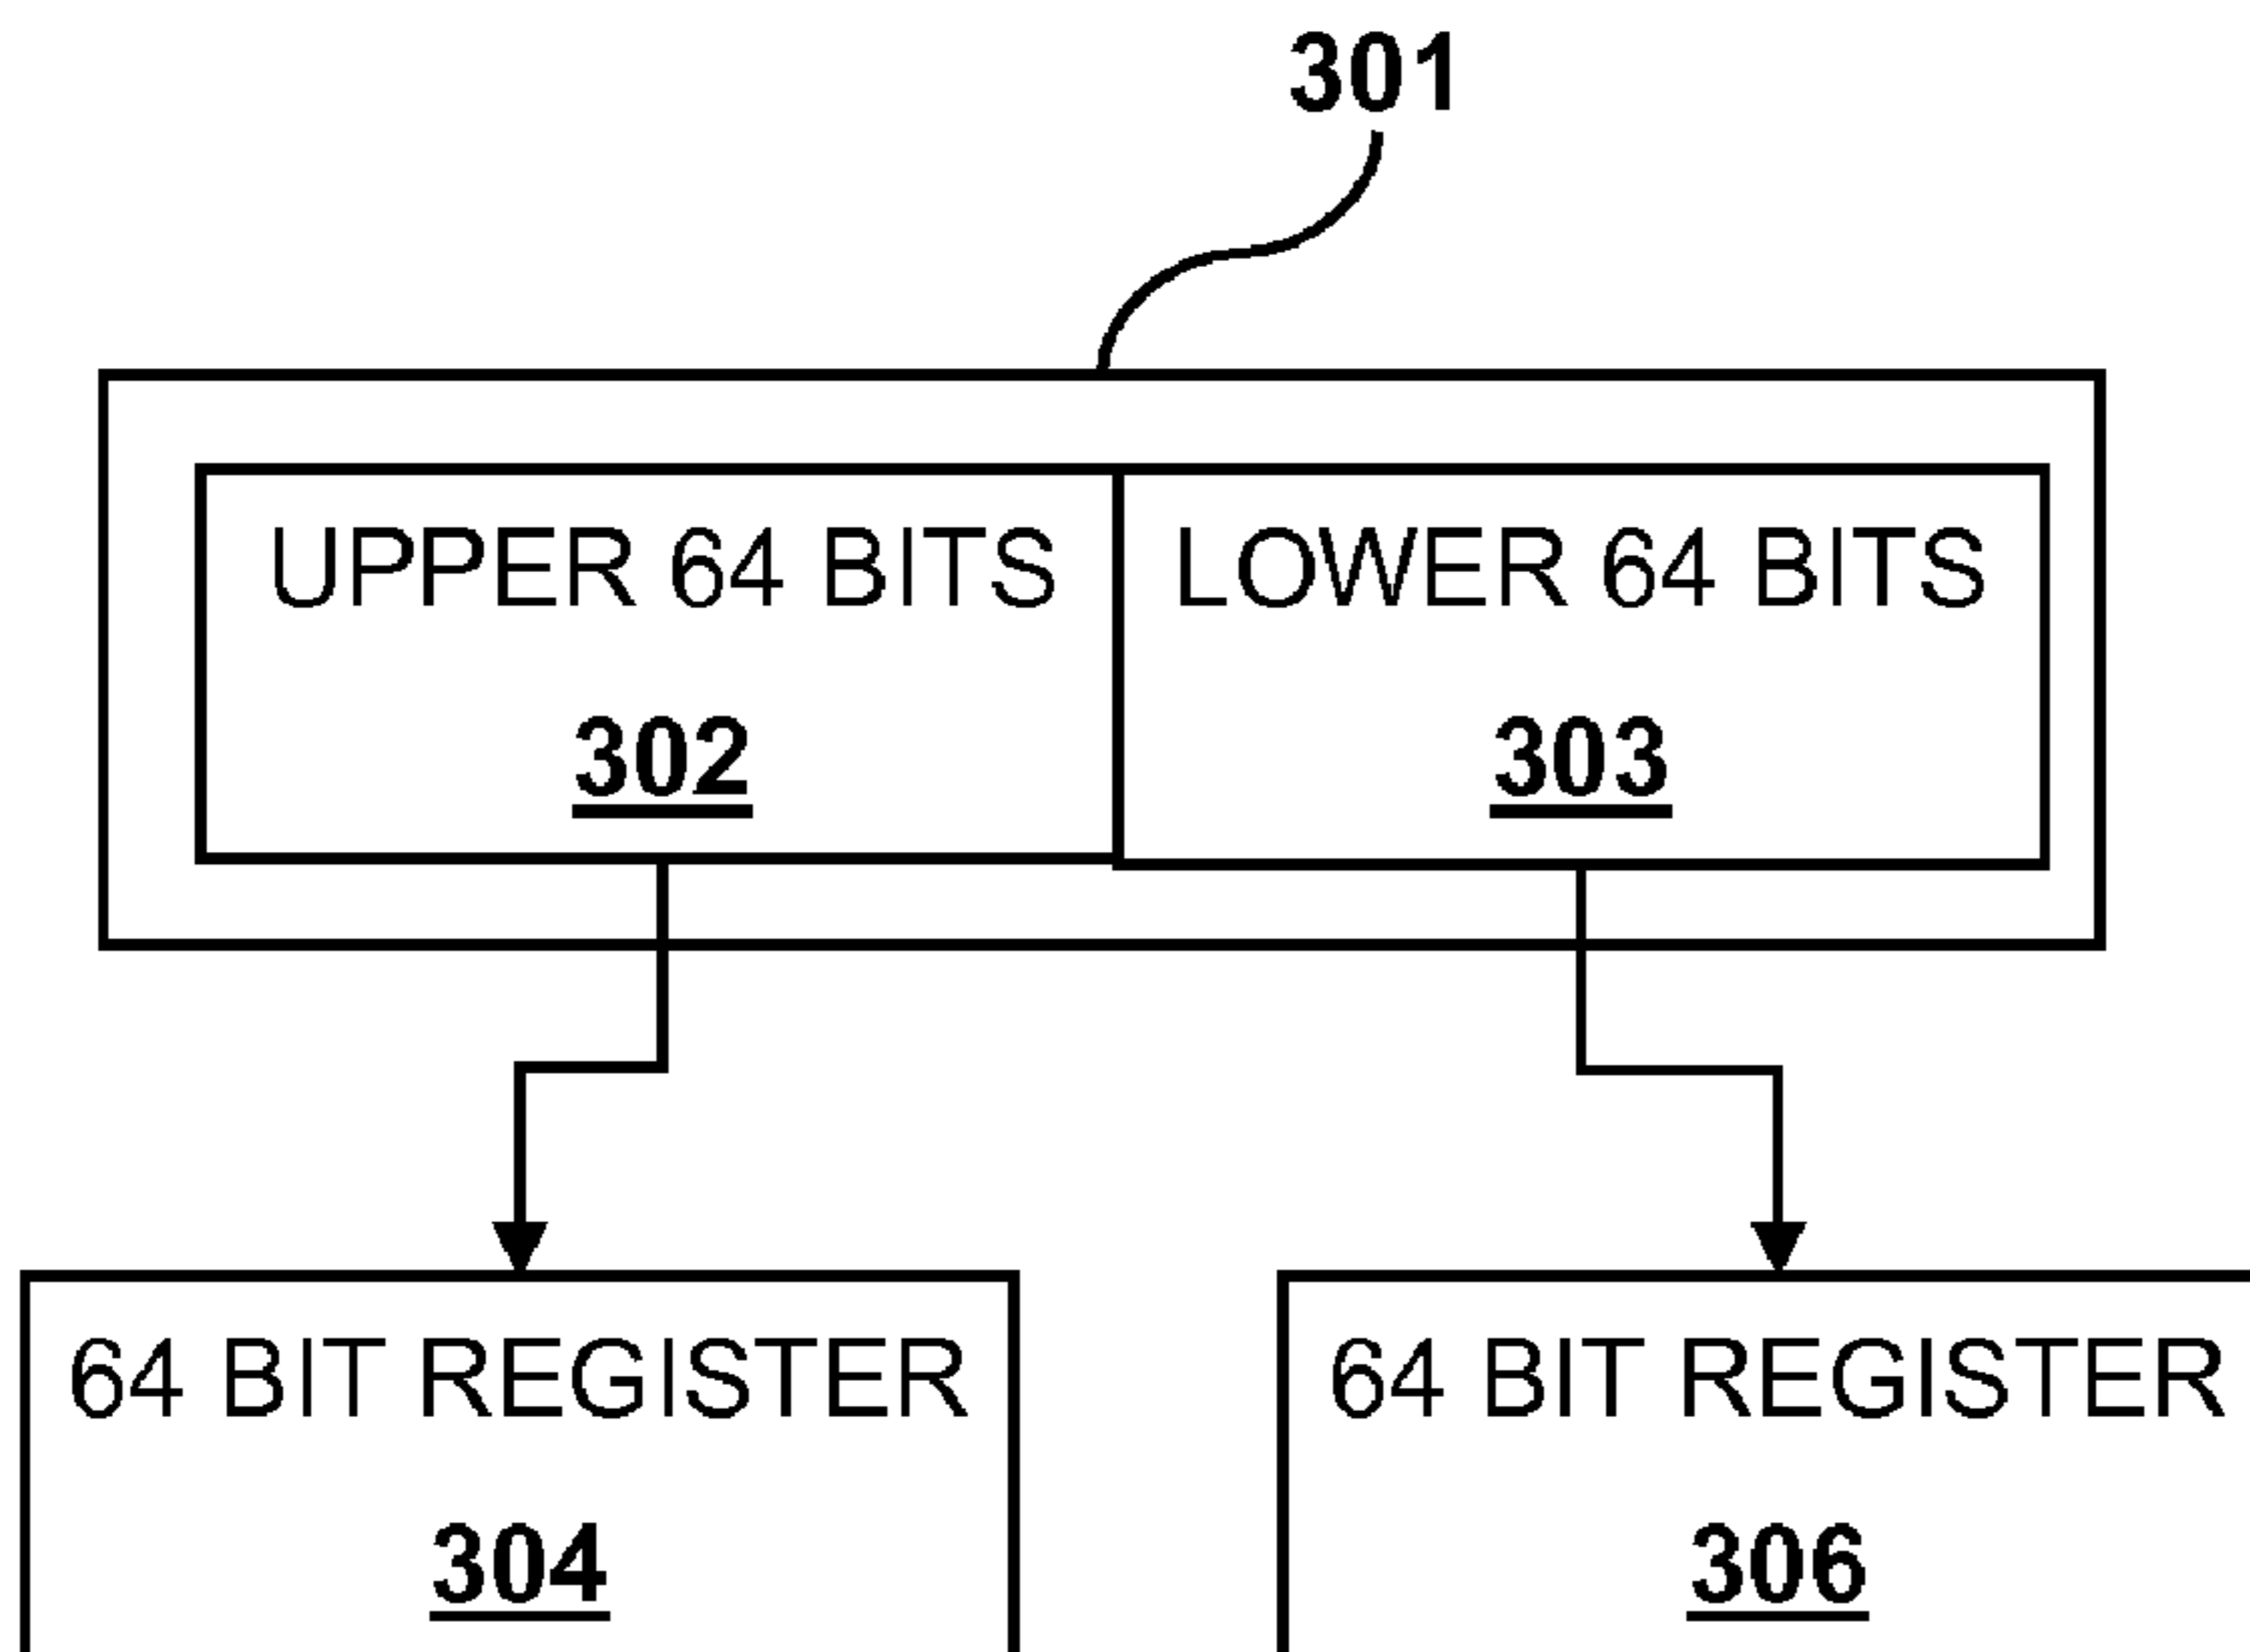 301
UPPER 64 BITS
302
LOWER 64 BITS
303
64 BIT REGISTER
304
64 BIT REGISTER
306